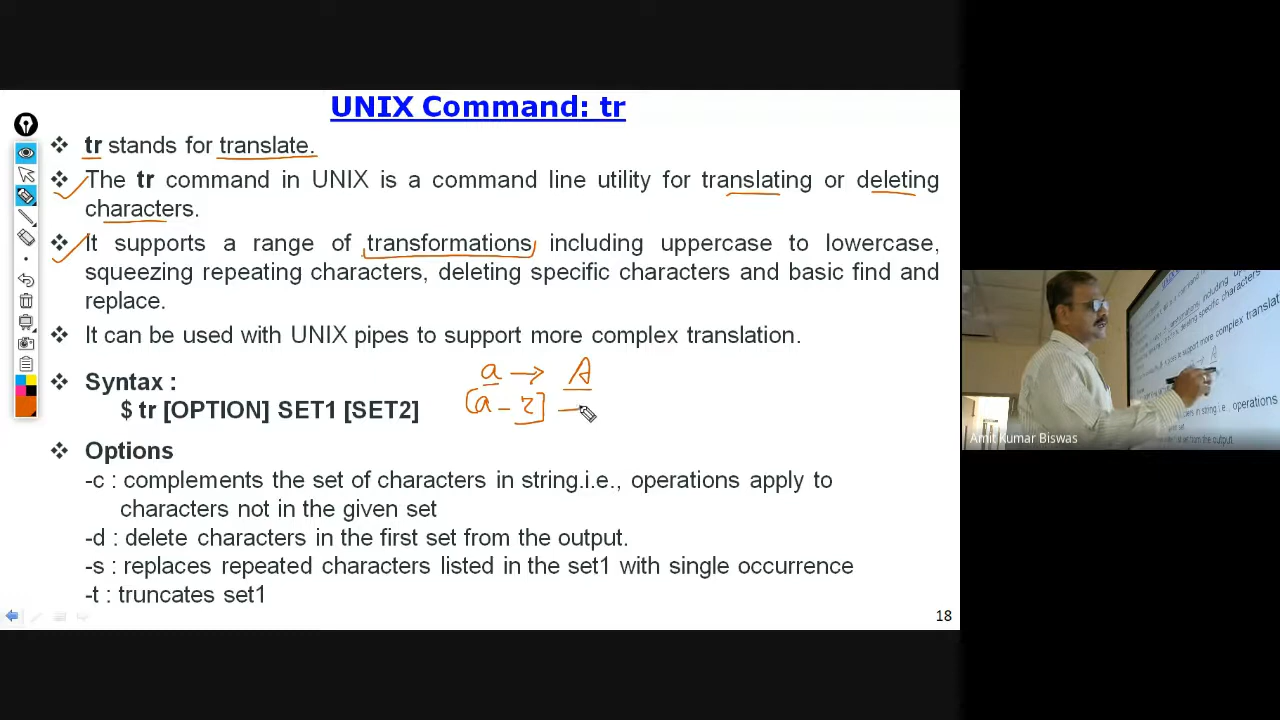 UNIX Command: tr
❖ tr stands for translate.
❖ The tr command in UNIX is a command line utility for translating or deleting
characters.
❖ It supports a range of transformations including uppercase to lowercase,
squeezing repeating characters, deleting specific characters and basic find and
replace.
❖ It can be used with UNIX pipes to support more complex translation.
a → A
❖ Syntax :
[a - z] →
$ tr [OPTION] SET1 [SET2]
❖ Options
-c : complements the set of characters in string.i.e., operations apply to
characters not in the given set
-d : delete characters in the first set from the output.
-s : replaces repeated characters listed in the set1 with single occurrence
-t : truncates set1
18
Amit Kumar Biswas